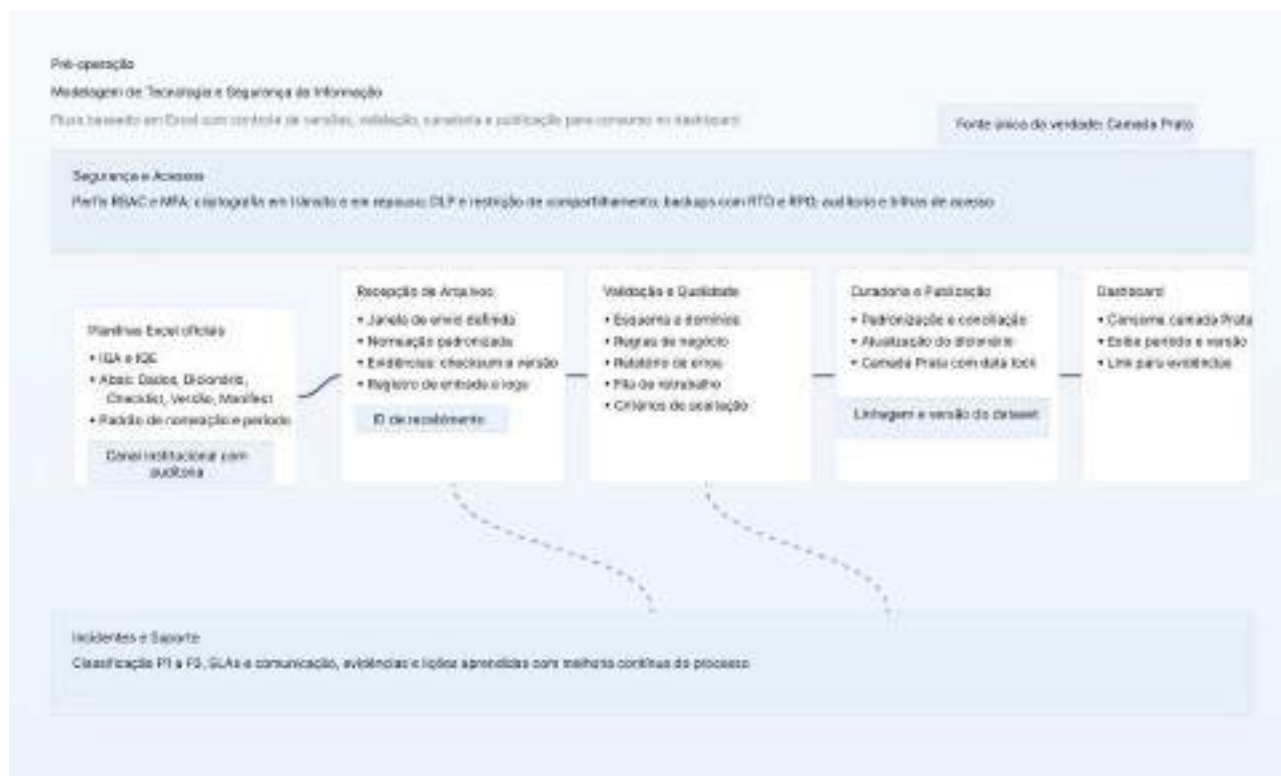 Pré-operação
Modelagem de Tecnologia e Segurança da Informação
Fluxo baseado em Excel com controle de versões, validação, curadoria e publicação para consumo no dashboard
Fonte única da verdade: Camada Prata
Segurança e Acessos
Perfis RBAC e MFA; criptografia em trânsito e em repouso; DLP e restrição de compartilhamento; backups com RTO e RPO; auditoria e trilhas de acesso
Planilhas Excel oficiais
• IGA e IQE
• Abas: Dados, Dicionário,
Checklist, Versão, Manifest
• Padrão de nomeação e período
Canal institucional com
auditoria
Recepção de Arquivos
• Janela de envio definida
• Nomeação padronizada
• Evidências: checksum e versão
• Registro de entrada e logs
ID de recebimento
Validação e Qualidade
• Esquema e domínios
• Regras de negócio
• Relatório de erros
• Fila de retrabalho
• Critérios de aceitação
Curadoria e Publicação
• Padronização e conciliação
• Atualização do dicionário
• Camada Prata com data lock
Linhagem e versão do dataset
Dashboard
• Consome camada Prata
• Exibe período e versão
• Link para evidências
Incidentes e Suporte
Classificação P1 a P3, SLAs e comunicação, evidências e lições aprendidas com melhoria contínua do processo